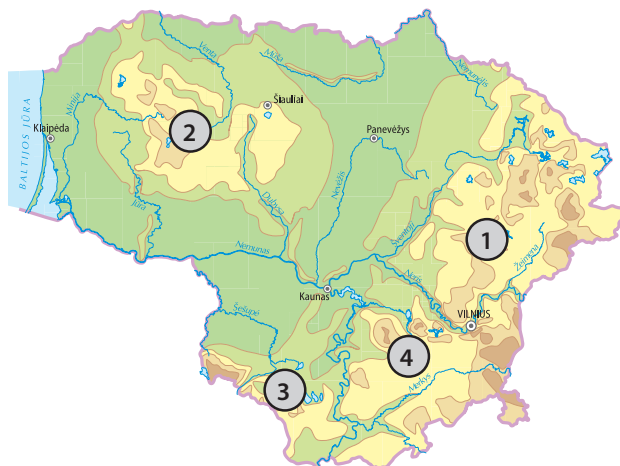 Venta
Mūša
Nemunėlis
Minija
Šiauliai
BALTIJOS JŪRA
Klaipėda
2
Panevėžys
Nevėžis
Dubysa
Jūra
Šventoji
1
Žeimena
Nemunas
Neris
Kaunas
Šešupė
VILNIUS
4
3
Merkys